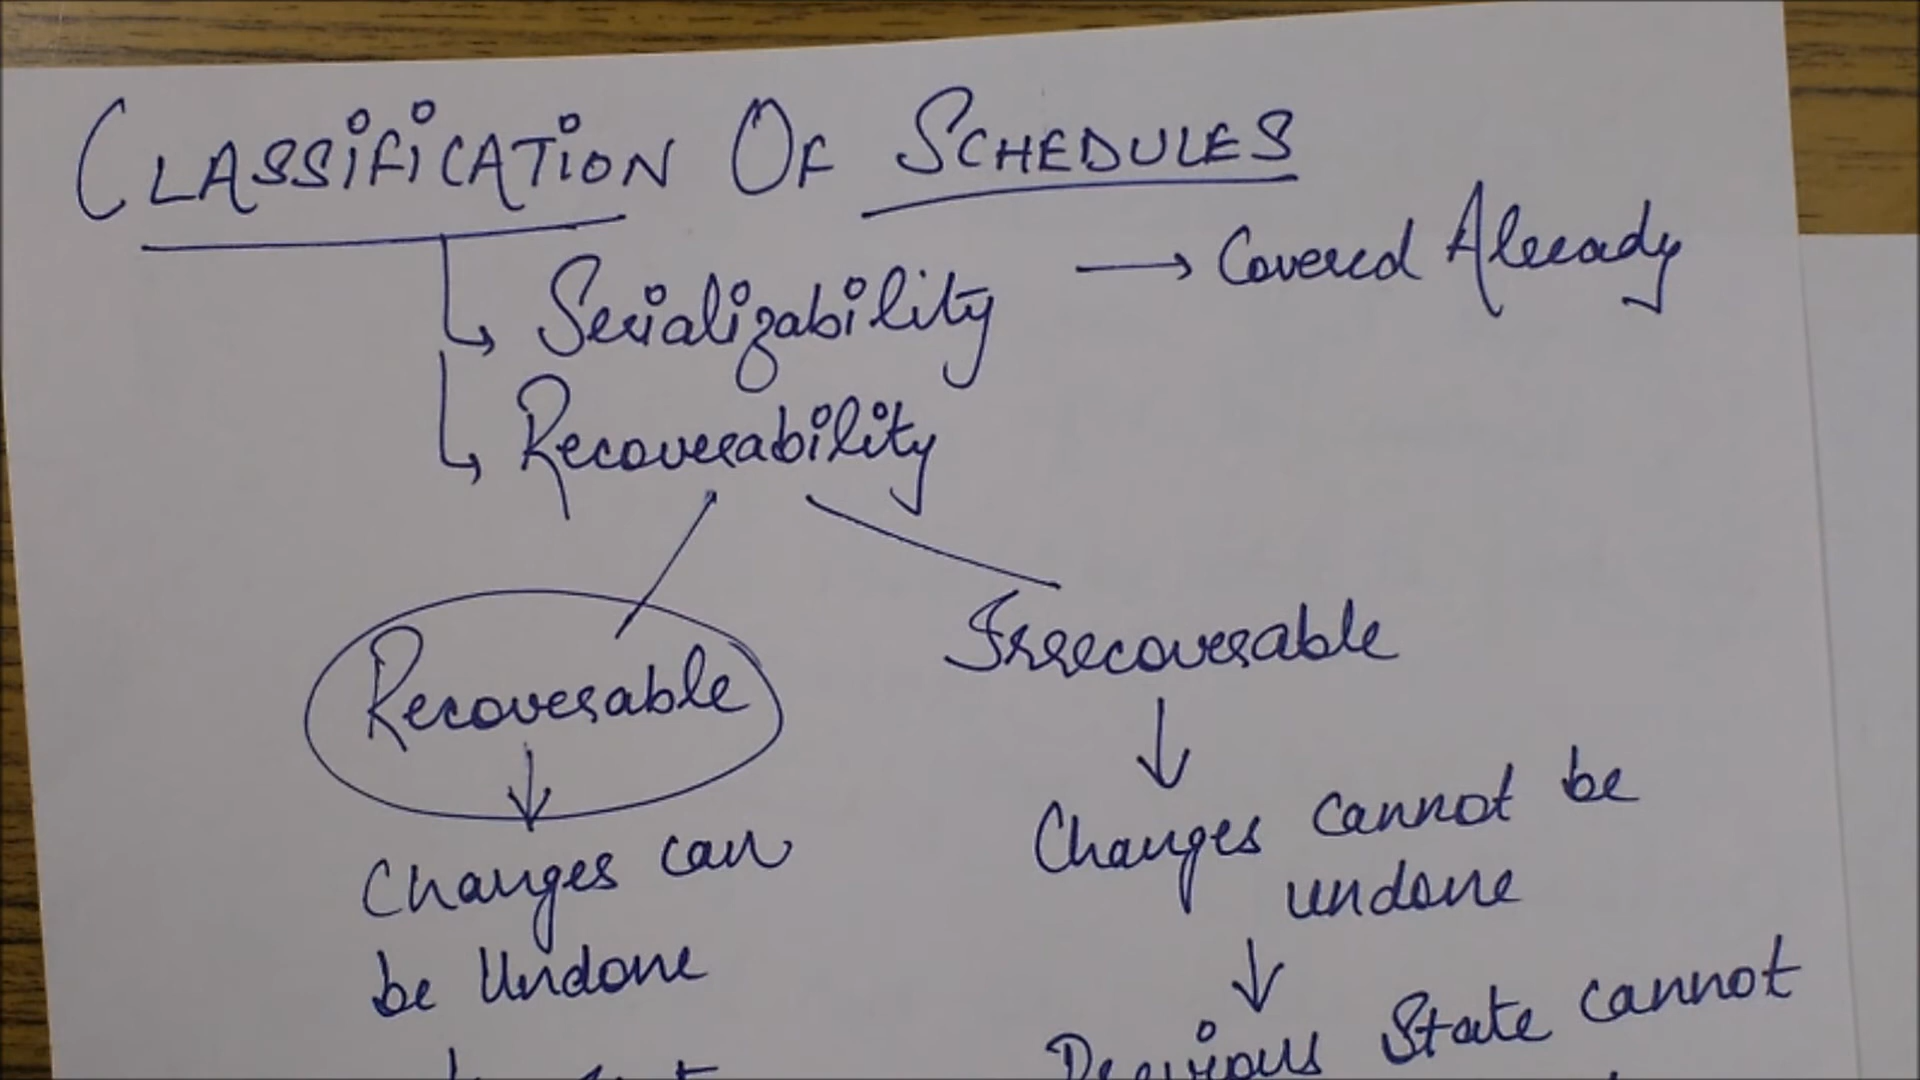 CLASSiFiCATiON OF SCHEDULES
Serializability → Covered Already
Recoverability
Recoverable
Irrecoverable
Changes can
be Undone
Changes cannot be
undone
Previous State cannot